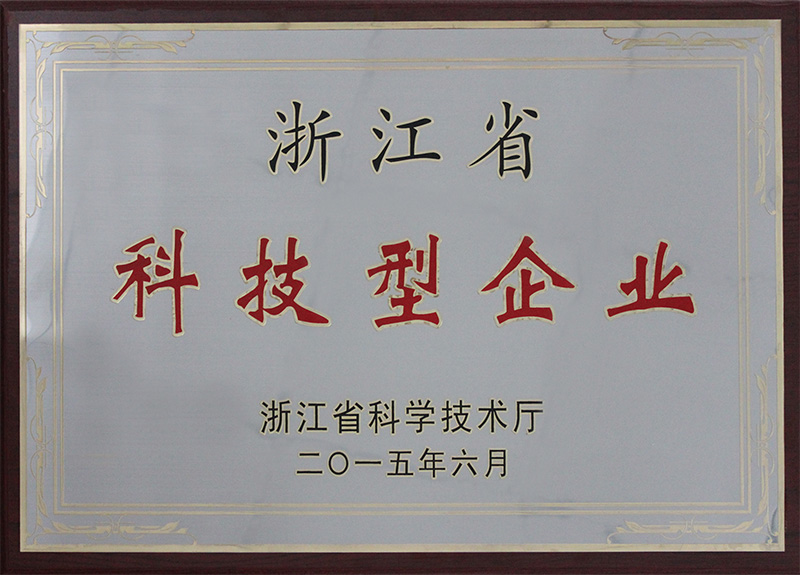 浙江省
科技型企业
浙江省科学技术厅
二〇一五年六月